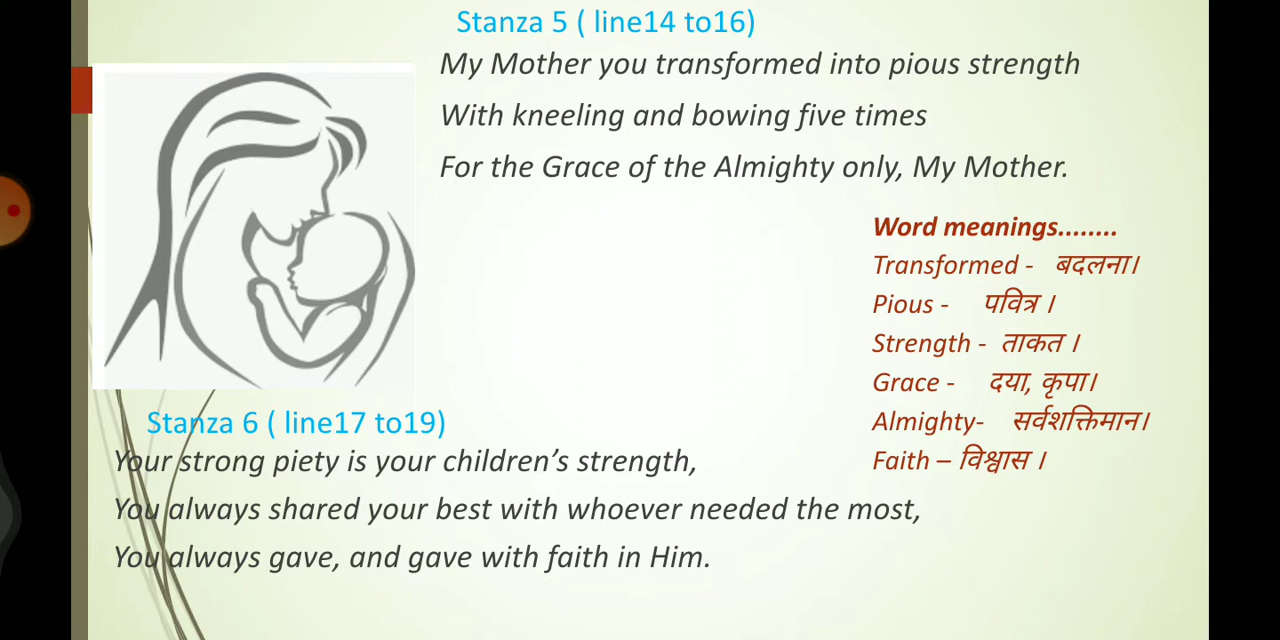 Stanza 5 ( line14 to16)
My Mother you transformed into pious strength
With kneeling and bowing five times
For the Grace of the Almighty only, My Mother.
Word meanings........
Transformed - बदलना।
Pious - पवित्र ।
Strength - ताकत ।
Grace - दया, कृपा।
Almighty- सर्वशक्तिमान।
Faith – विश्वास ।
Stanza 6 ( line17 to19)
Your strong piety is your children’s strength,
You always shared your best with whoever needed the most,
You always gave, and gave with faith in Him.